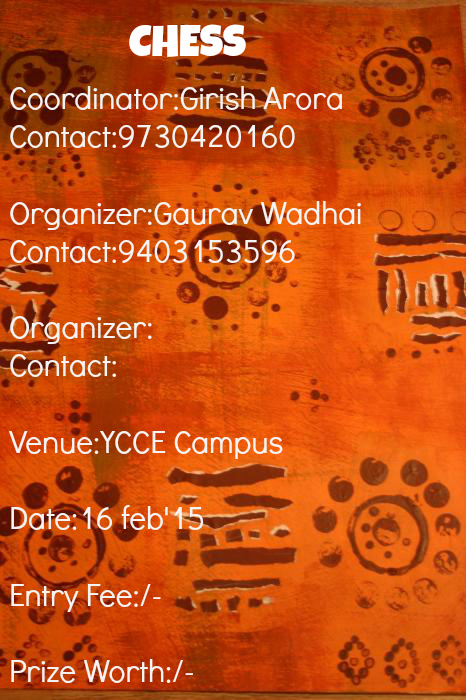 CHESS
Coordinator:Girish Arora
Contact:9730420160
Organizer:Gaurav Wadhai
Contact:9403153596
Organizer:
Contact:
Venue:YCCE Campus
Date:16 feb'15
Entry Fee:/-
Prize Worth:/-